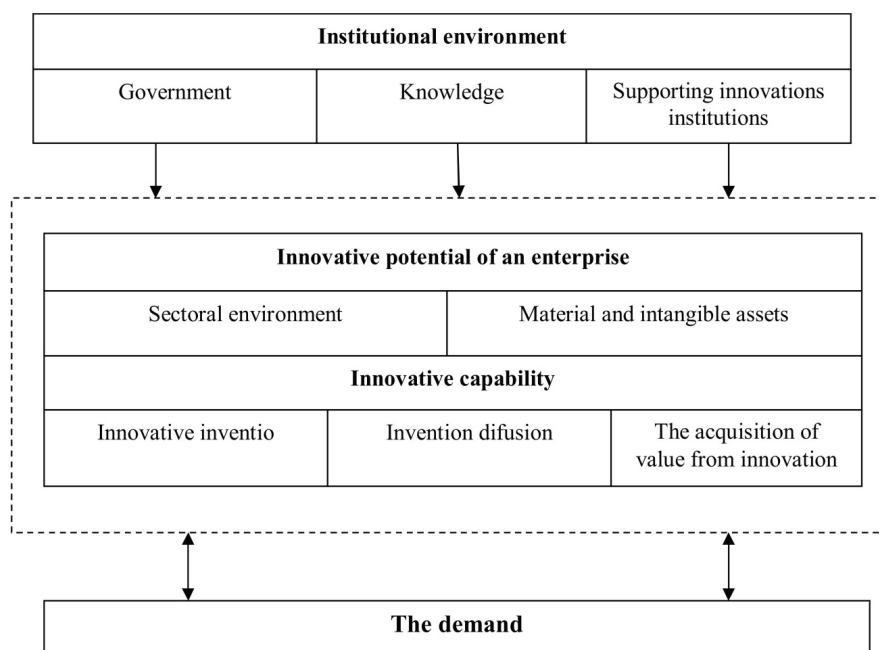 Institutional environment
Government
Knowledge
Supporting innovations
institutions
Innovative potential of an enterprise
Sectoral environment
Material and intangible assets
Innovative capability
Innovative inventio
Invention difusion
The acquisition of
value from innovation
The demand